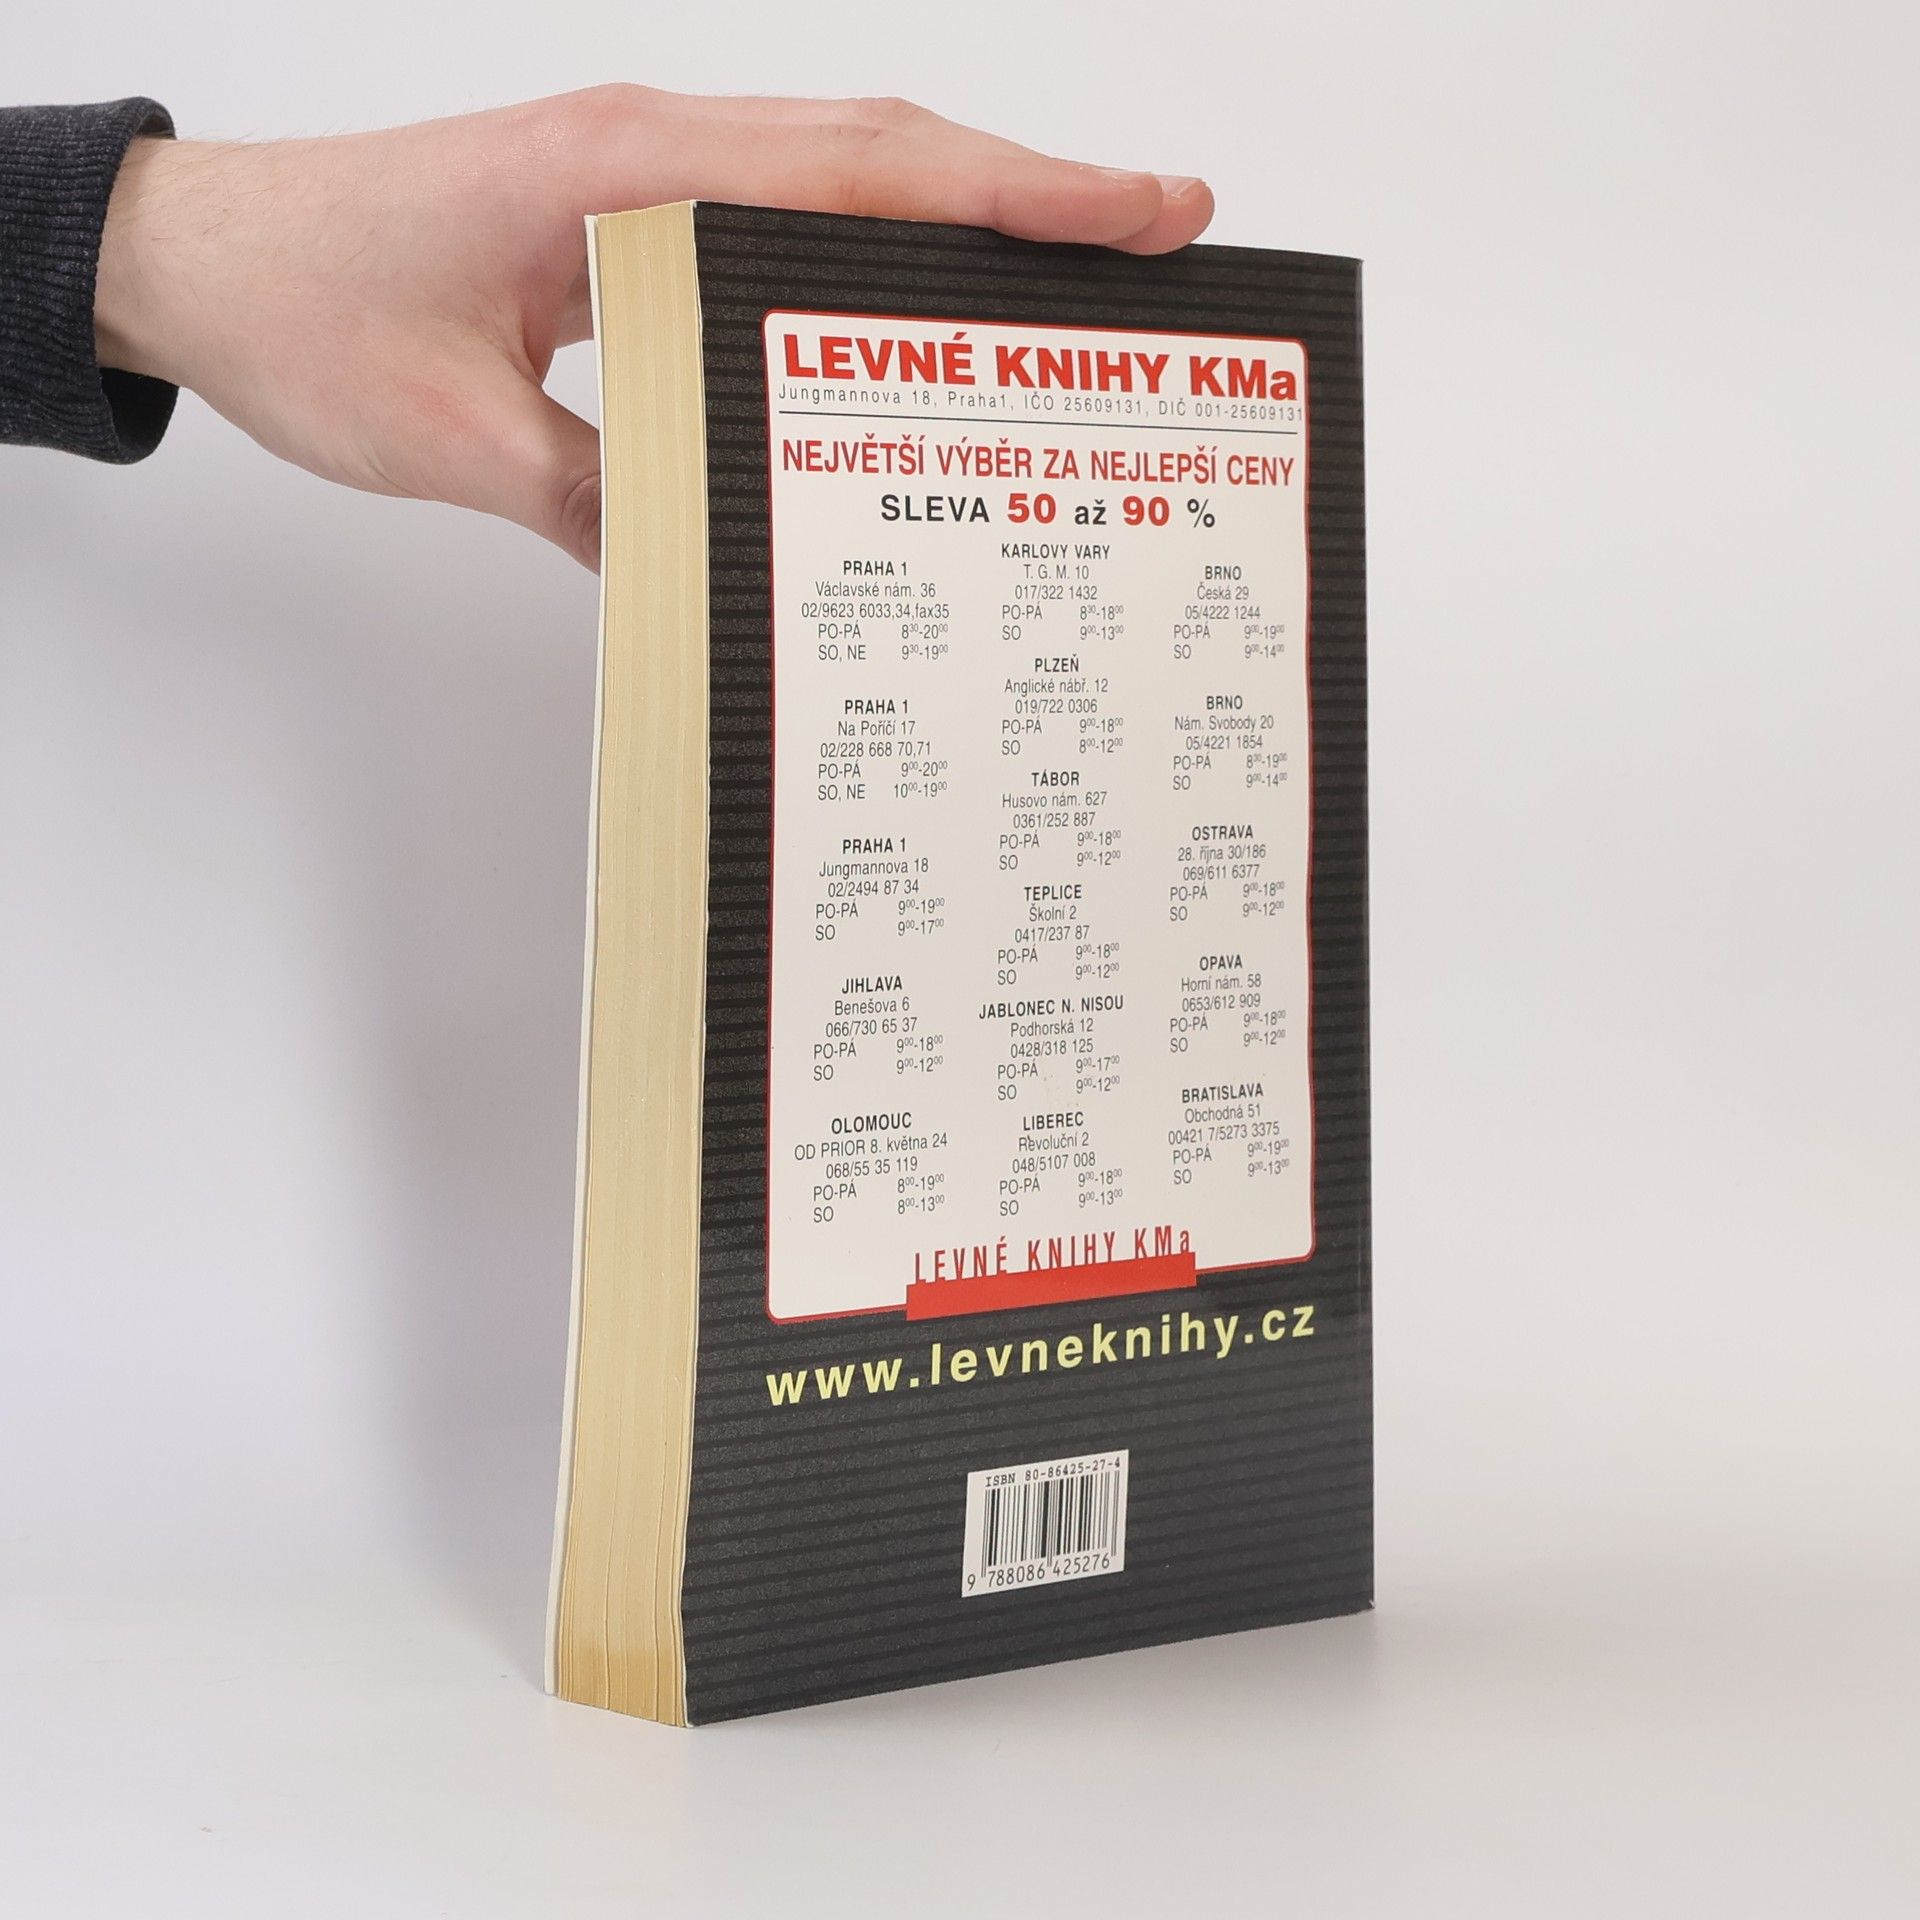 LEVNÉ KNIHY KMa
Jungmannova 18, Praha1, IČO 25609131, DIČ 001-25609131
NEJVĚTŠÍ VÝBĚR ZA NEJLEPŠÍ CENY
SLEVA 50 až 90 %
PRAHA 1
Václavské nám. 36
02/9623 6033,34,fax35
PO-PÁ 8³⁰-20⁰⁰
SO, NE 9³⁰-19⁰⁰
PRAHA 1
Na Poříčí 17
02/228 668 70,71
PO-PÁ 9⁰⁰-20⁰⁰
SO, NE 10⁰⁰-19⁰⁰
PRAHA 1
Jungmannova 18
02/2494 87 34
PO-PÁ 9⁰⁰-19⁰⁰
SO 9⁰⁰-17⁰⁰
JIHLAVA
Benešova 6
066/730 65 37
PO-PÁ 9⁰⁰-18⁰⁰
SO 9⁰⁰-12⁰⁰
OLOMOUC
OD PRIOR 8. května 24
068/55 35 119
PO-PÁ 8⁰⁰-19⁰⁰
SO 8⁰⁰-13⁰⁰
KARLOVY VARY
T. G. M. 10
017/322 1432
PO-PÁ 8³⁰-18⁰⁰
SO 9⁰⁰-13⁰⁰
PLZEŇ
Anglické nábř. 12
019/722 0306
PO-PÁ 9⁰⁰-18⁰⁰
SO 8⁰⁰-12⁰⁰
TÁBOR
Husovo nám. 627
0361/252 887
PO-PÁ 9⁰⁰-18⁰⁰
SO 9⁰⁰-12⁰⁰
TEPLICE
Školní 2
0417/237 87
PO-PÁ 9⁰⁰-18⁰⁰
SO 9⁰⁰-12⁰⁰
JABLONEC N. NISOU
Podhorská 12
0428/318 125
PO-PÁ 9⁰⁰-17⁰⁰
SO 9⁰⁰-12⁰⁰
LIBEREC
Revoluční 2
048/5107 008
PO-PÁ 9⁰⁰-18⁰⁰
SO 9⁰⁰-13⁰⁰
BRNO
Česká 29
05/4222 1244
PO-PÁ 9⁰⁰-19⁰⁰
SO 9⁰⁰-14⁰⁰
BRNO
Nám. Svobody 20
05/4221 1854
PO-PÁ 8³⁰-19⁰⁰
SO 9⁰⁰-14⁰⁰
OSTRAVA
28. října 30/186
069/611 6377
PO-PÁ 9⁰⁰-18⁰⁰
SO 9⁰⁰-12⁰⁰
OPAVA
Horní nám. 58
0653/612 909
PO-PÁ 9⁰⁰-18⁰⁰
SO 9⁰⁰-12⁰⁰
BRATISLAVA
Obchodná 51
00421 7/5273 3375
PO-PÁ 9⁰⁰-19⁰⁰
SO 9⁰⁰-13⁰⁰
LEVNÉ KNIHY KMa
www.levneknihy.cz
ISBN 80-86425-27-4
9 788086 425276